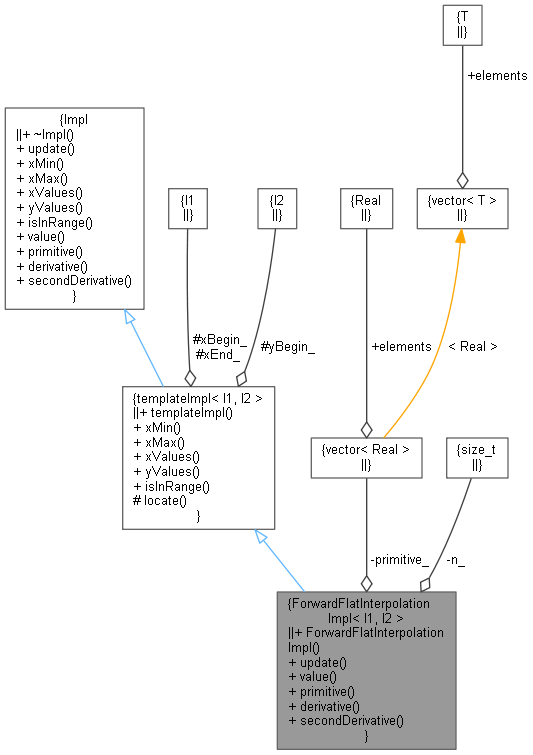 {T
||}
+elements
{Impl
||+ ~Impl()
+ update()
+ xMin()
+ xMax()
+ xValues()
+ yValues()
+ isInRange()
+ value()
+ primitive()
+ derivative()
+ secondDerivative()
}
{I1
||}
{I2
||}
{Real
||}
{vector< T >
||}
#xBegin_
#xEnd_
#yBegin_
+elements
< Real >
{templateImpl< I1, I2 >
||+ templateImpl()
+ xMin()
+ xMax()
+ xValues()
+ yValues()
+ isInRange()
# locate()
}
{vector< Real >
||}
{size_t
||}
-primitive_
-n_
{ForwardFlatInterpolation
Impl< I1, I2 >
||+ ForwardFlatInterpolation
Impl()
+ update()
+ value()
+ primitive()
+ derivative()
+ secondDerivative()
}